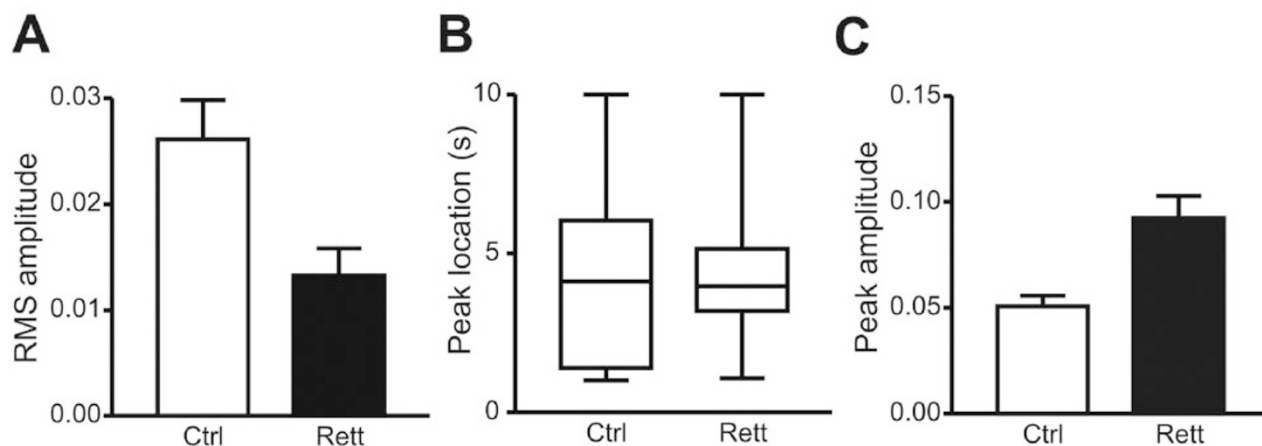 A
RMS amplitude
0.03
0.02
0.01
0.00
Ctrl
Rett
B
Peak location (s)
10
5
0
Ctrl
Rett
C
Peak amplitude
0.15
0.10
0.05
0.00
Ctrl
Rett